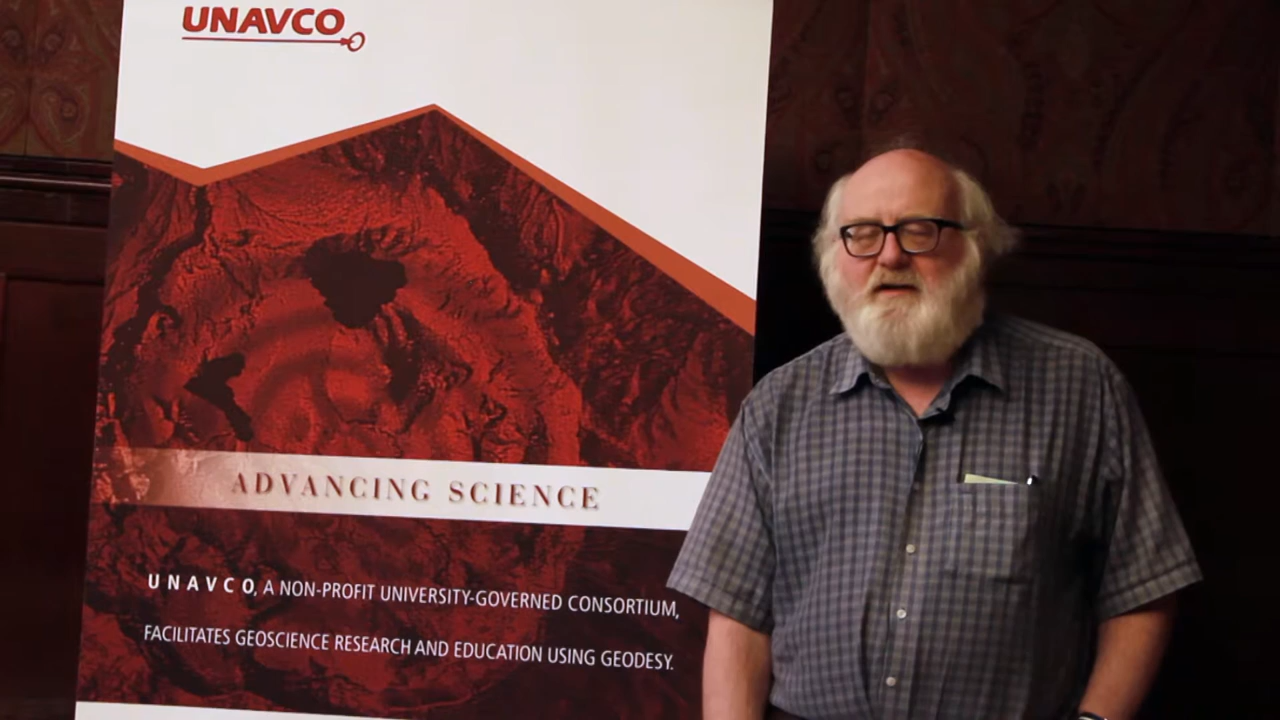 UNAVCO
ADVANCING SCIENCE
UNAVCO, A NON-PROFIT UNIVERSITY-GOVERNED CONSORTIUM,
FACILITATES GEOSCIENCE RESEARCH AND EDUCATION USING GEODESY.